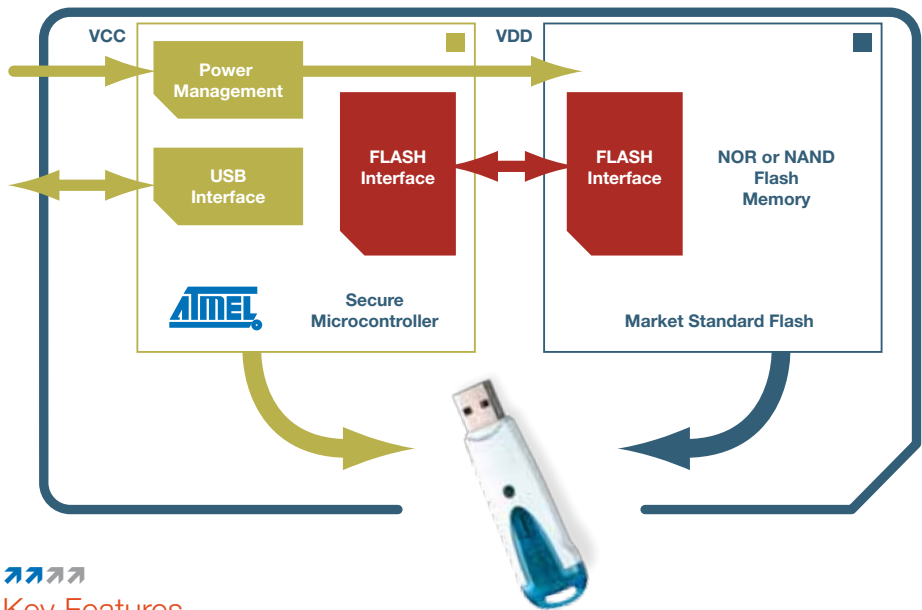 VCC
VDD
Power
Management
USB
Interface
FLASH
Interface
FLASH
Interface
NOR or NAND
Flash
Memory
ATMEL
Secure
Microcontroller
Market Standard Flash
Key Features